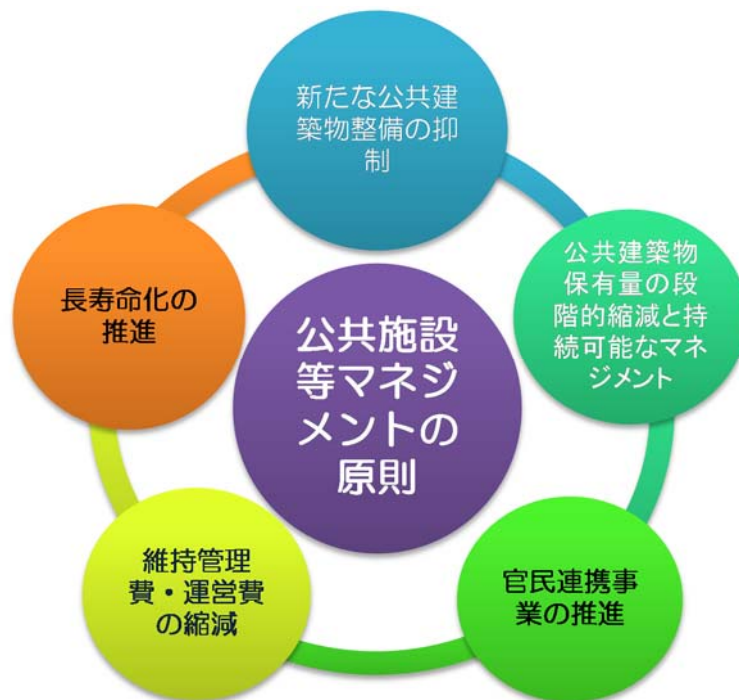 新たな公共建
築物整備の抑
制
公共建築物
保有量の段
階的縮減と持
続可能なマネ
ジメント
官民連携事
業の推進
維持管理
費・運営費
の縮減
長寿命化の
推進
公共施設
等マネジ
メントの
原則